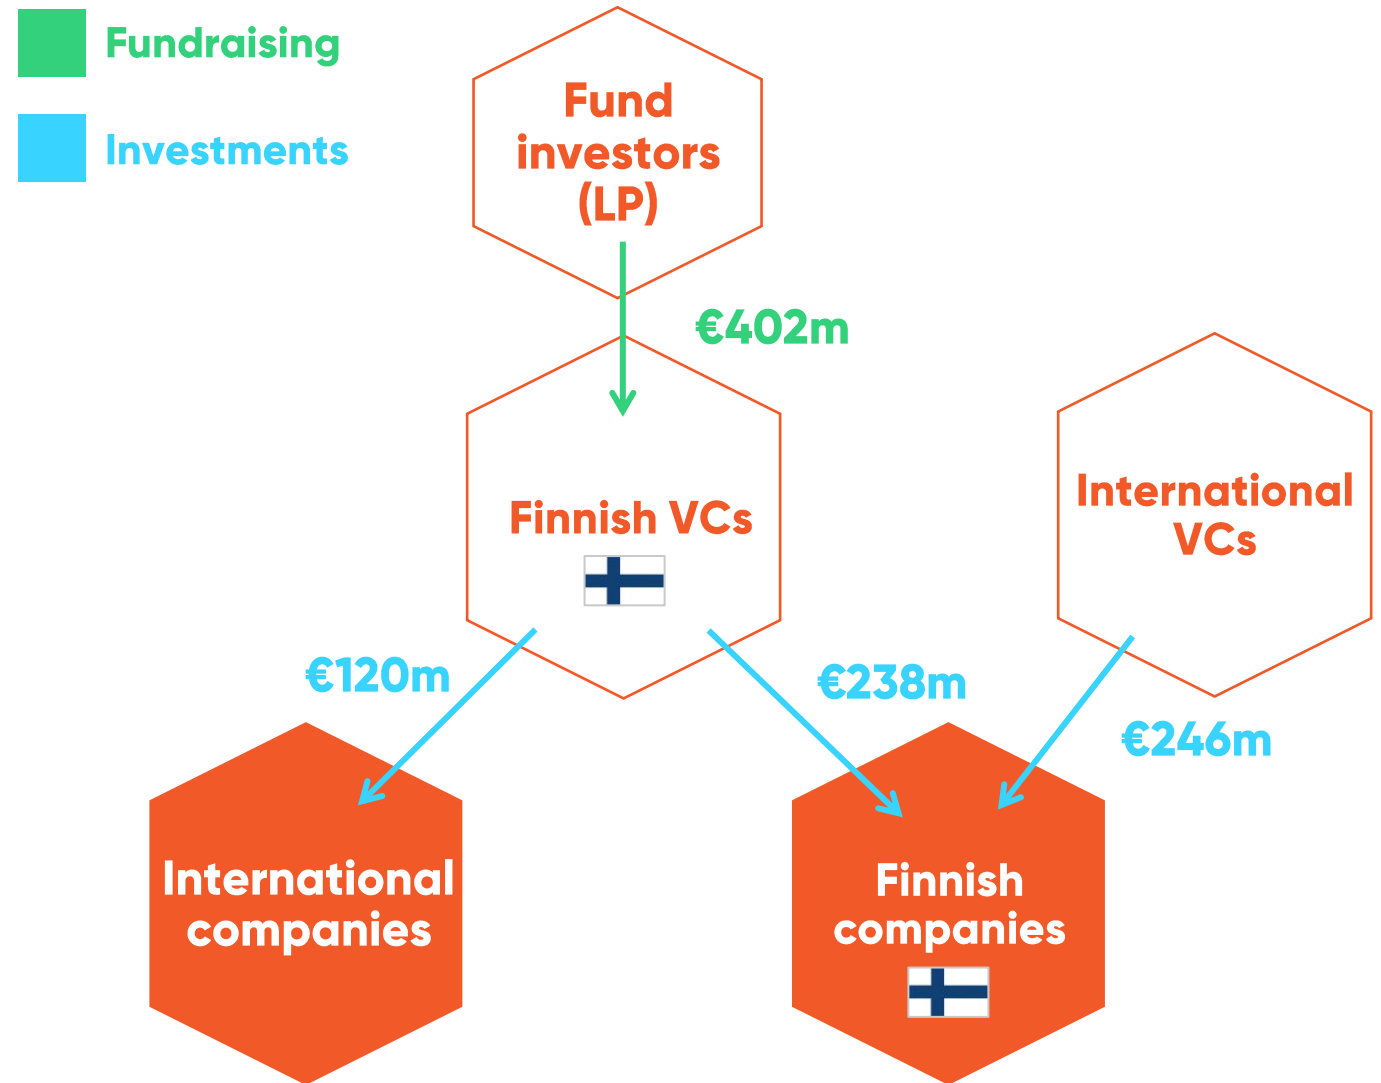 Fundraising
Investments
Fund
investors
(LP)
€402m
Finnish VCs
International
VCs
€120m
€238m
€246m
International
companies
Finnish
companies